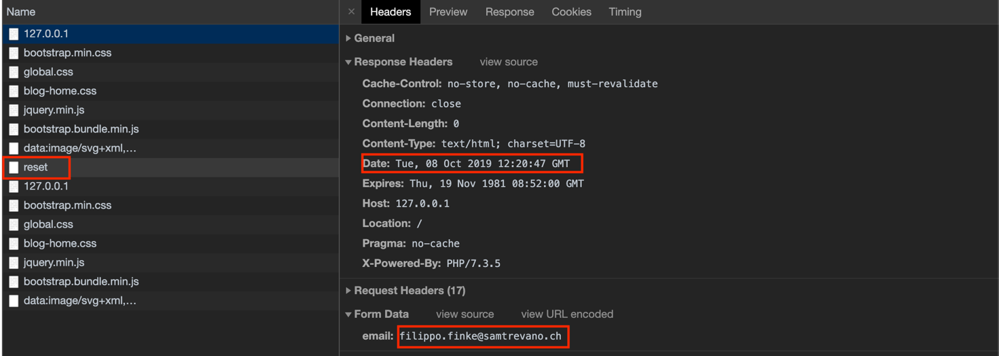 Name
127.0.0.1
bootstrap.min.css
global.css
blog-home.css
jquery.min.js
bootstrap.bundle.min.js
data:image/svg+xml,…
reset
127.0.0.1
bootstrap.min.css
global.css
blog-home.css
jquery.min.js
bootstrap.bundle.min.js
data:image/svg+xml,…
× Headers Preview Response Cookies Timing
General
Response Headers view source
Cache-Control: no-store, no-cache, must-revalidate
Connection: close
Content-Length: 0
Content-Type: text/html; charset=UTF-8
Date: Tue, 08 Oct 2019 12:20:47 GMT
Expires: Thu, 19 Nov 1981 08:52:00 GMT
Host: 127.0.0.1
Location: /
Pragma: no-cache
X-Powered-By: PHP/7.3.5
Request Headers (17)
Form Data view source view URL encoded
email: filippo.finke@samtrevano.ch